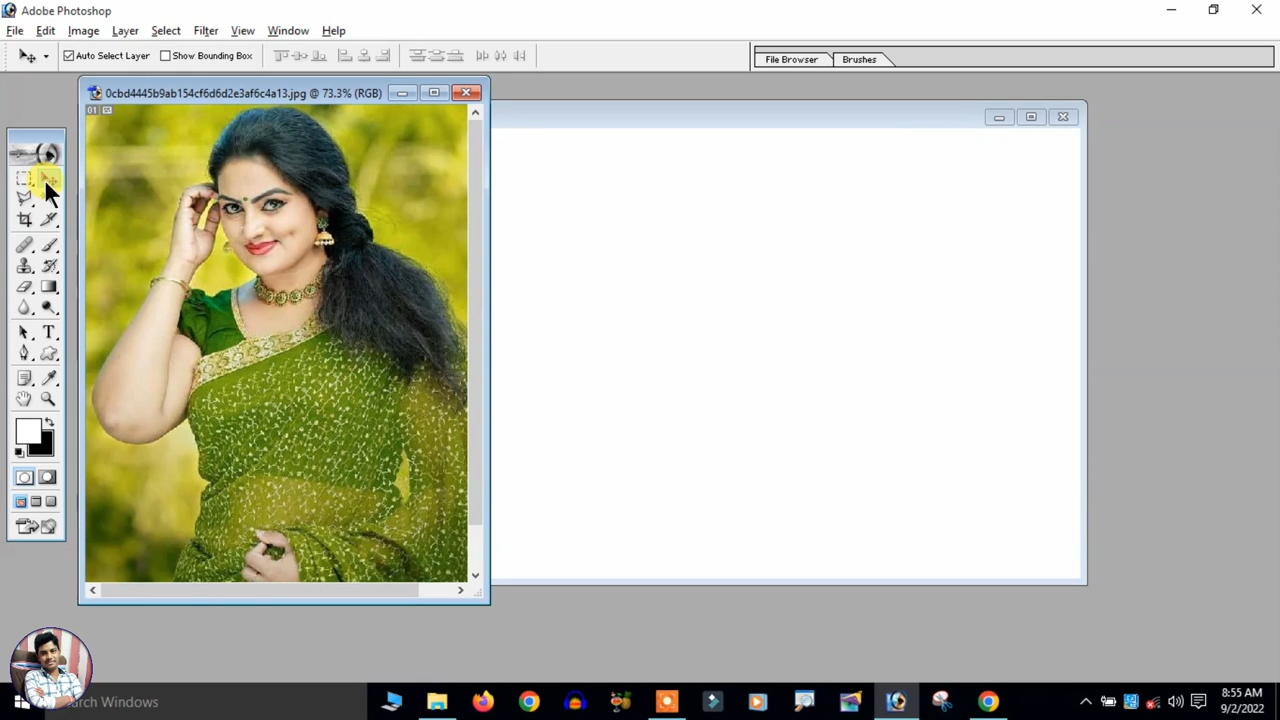 Adobe Photoshop
File Edit Image Layer Select Filter View Window Help
Auto Select Layer Show Bounding Box File Browser Brushes
0cbd4445b9ab154cf6d6d2e3af6c4a13.jpg @ 73.3% (RGB)
01
T
Search Windows
8:55 AM
9/2/2022